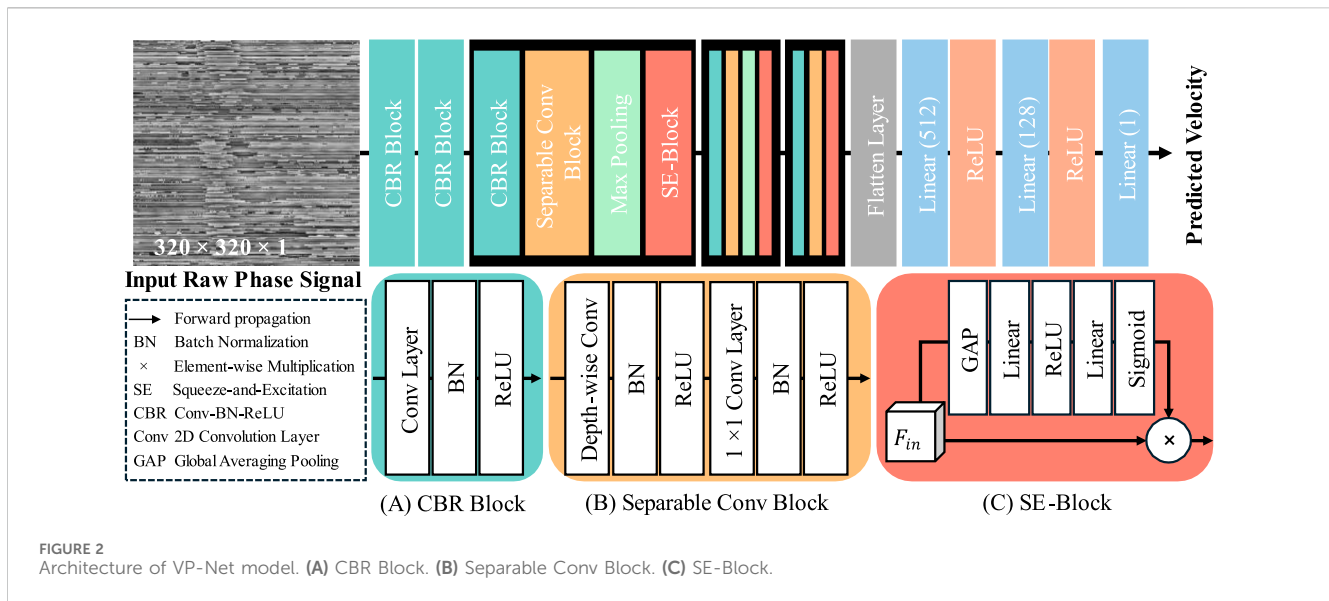 320 × 320 × 1
Input Raw Phase Signal
CBR Block
CBR Block
CBR Block
Separable Conv
Block
Max Pooling
SE-Block
Flatten Layer
Linear (512)
ReLU
Linear (128)
ReLU
Linear (1)
Predicted Velocity
Forward propagation
BN Batch Normalization
× Element-wise Multiplication
SE Squeeze-and-Excitation
CBR Conv-BN-ReLU
Conv 2D Convolution Layer
GAP Global Averaging Pooling
Conv Layer
BN
ReLU
(A) CBR Block
Depth-wise Conv
BN
ReLU
1 ×1 Conv Layer
BN
ReLU
(B) Separable Conv Block
F_in
GAP
Linear
ReLU
Linear
Sigmoid
×
(C) SE-Block
FIGURE 2
Architecture of VP-Net model. (A) CBR Block. (B) Separable Conv Block. (C) SE-Block.